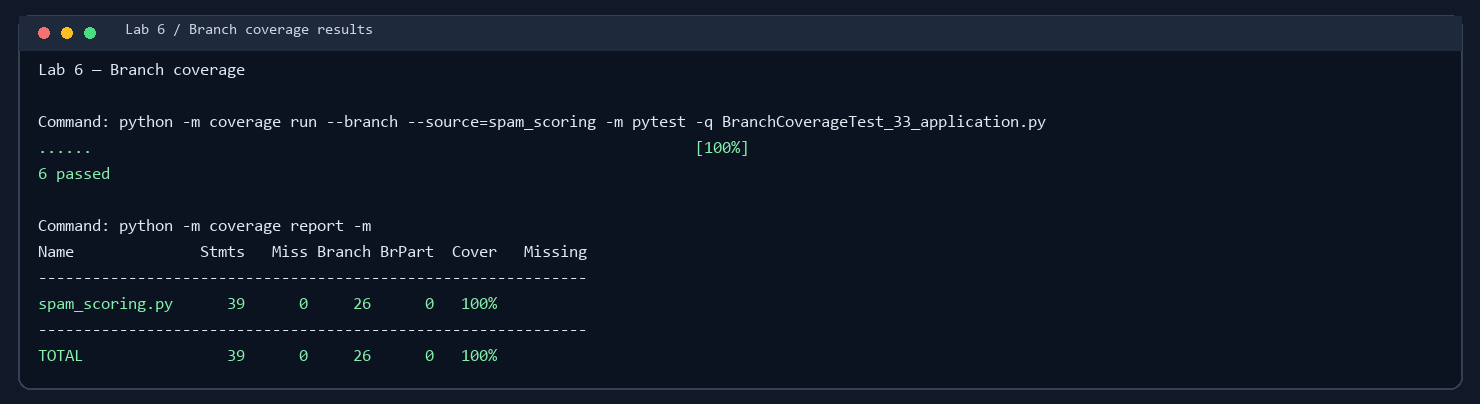 Lab 6 / Branch coverage results
Lab 6 — Branch coverage
Command: python -m coverage run --branch --source=spam_scoring -m pytest -q BranchCoverageTest_33_application.py
...... [100%]
6 passed
Command: python -m coverage report -m
Name Stmts Miss Branch BrPart Cover Missing
-------------------------------------------------------------
spam_scoring.py 39 0 26 0 100%
-------------------------------------------------------------
TOTAL 39 0 26 0 100%